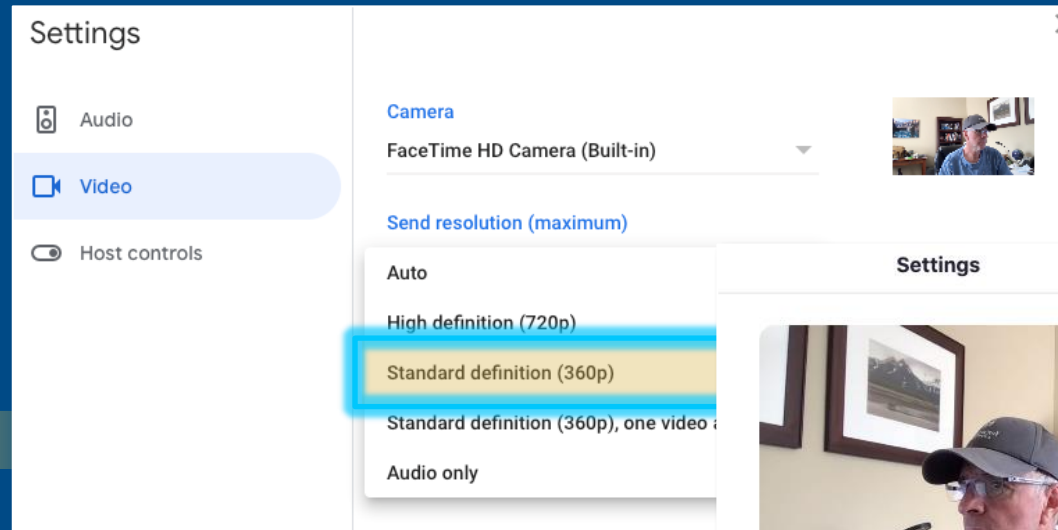 Settings
Audio
Video
Host controls
Camera
FaceTime HD Camera (Built-in)
Send resolution (maximum)
Auto
High definition (720p)
Standard definition (360p)
Standard definition (360p), one video
Audio only
Settings